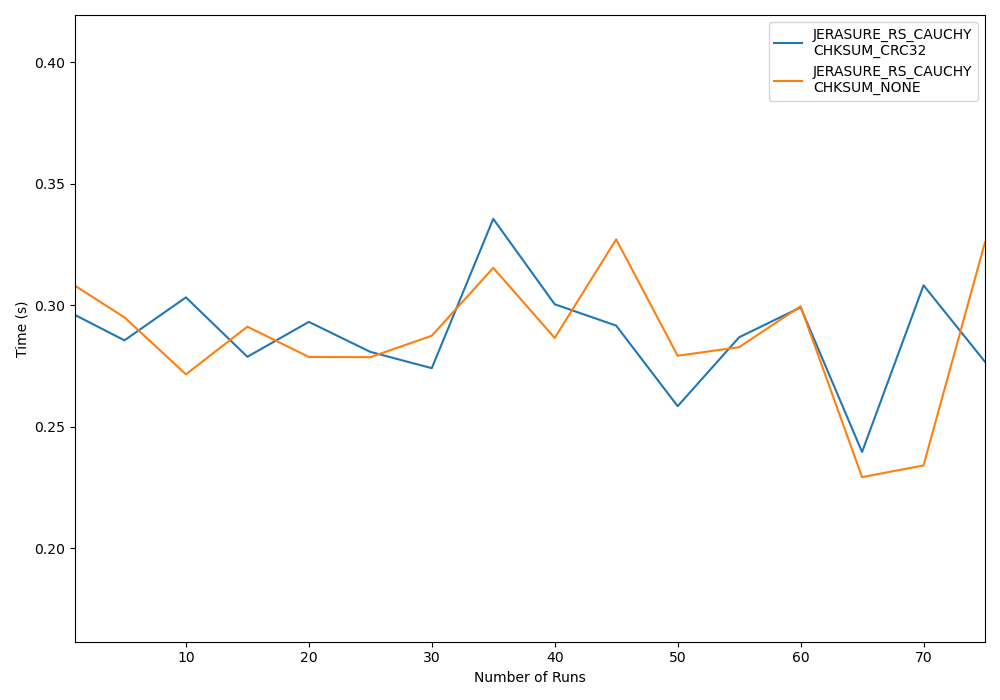 JERASURE_RS_CAUCHY
CHKSUM_CRC32
JERASURE_RS_CAUCHY
CHKSUM_NONE
0.40
0.35
0.30
0.25
0.20
Time (s)
10 20 30 40 50 60 70
Number of Runs